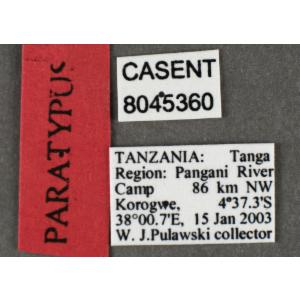 PARATYPUS
CASENT
8045360
TANZANIA: Tanga
Region: Pangani River
Camp 86 km NW
Korogwe, 4°37.3'S
38°00.7'E, 15 Jan 2003
W. J.Pulawski collector